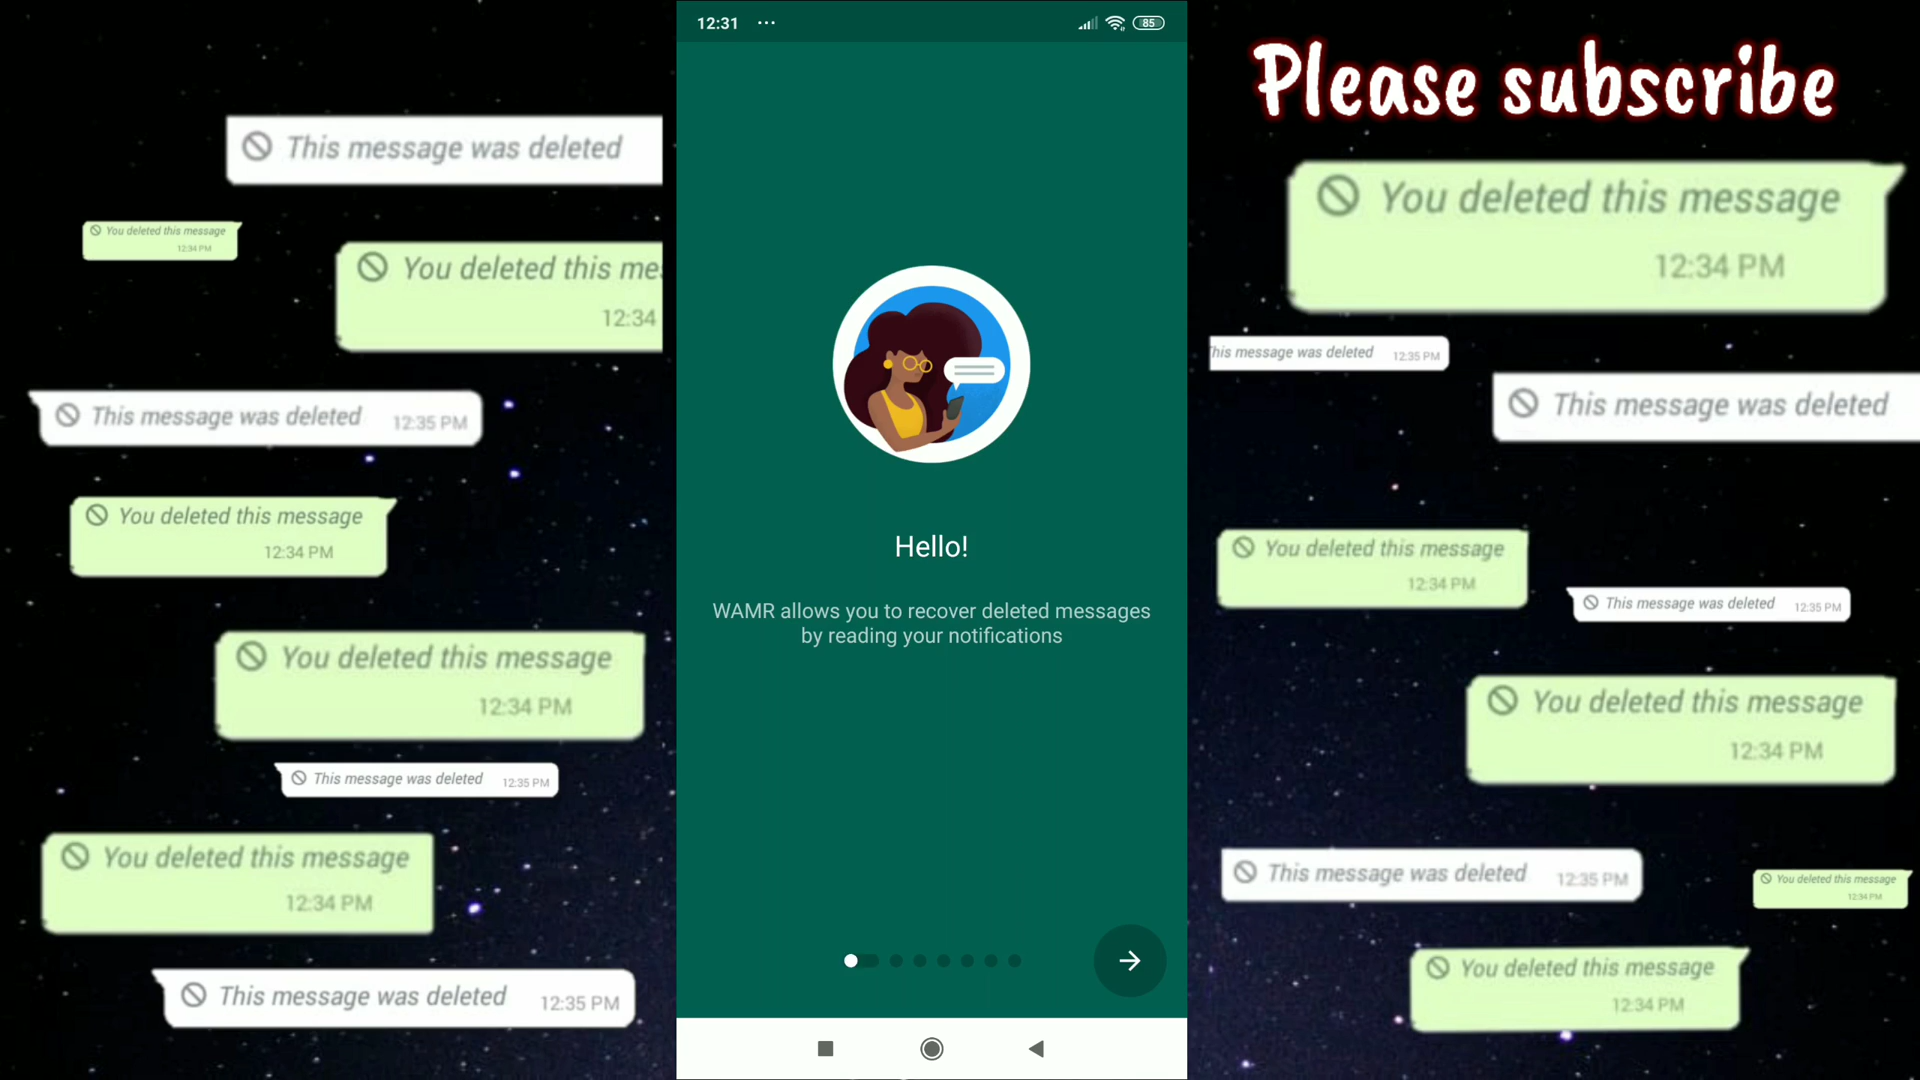 This message was deleted
You deleted this message
12:34 PM
You deleted this me
12:34
This message was deleted 12:35 PM
You deleted this message
12:34 PM
You deleted this message
12:34 PM
This message was deleted 12:35 PM
You deleted this message
12:34 PM
This message was deleted 12:35 PM
12:31 ...
85
Hello!
WAMR allows you to recover deleted messages
by reading your notifications
Please subscribe
You deleted this message
12:34 PM
This message was deleted 12:35 PM
This message was deleted
You deleted this message
12:34 PM
This message was deleted 12:35 PM
You deleted this message
12:34 PM
This message was deleted 12:35 PM
You deleted this message
12:34 PM
You deleted this message
12:34 PM